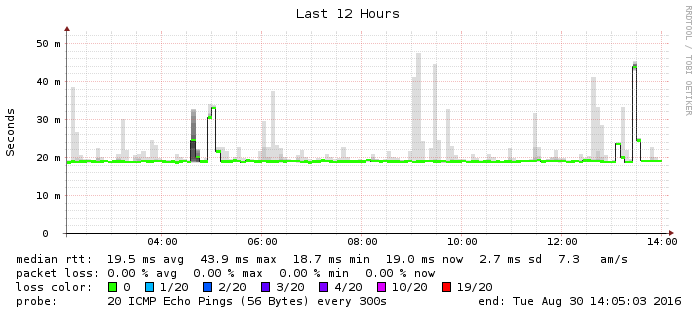 Last 12 Hours
RRDTOOL / TOBI OETIKER
Seconds
50 m
40 m
30 m
20 m
10 m
0
04:00 06:00 08:00 10:00 12:00 14:00
median rtt: 19.5 ms avg 43.9 ms max 18.7 ms min 19.0 ms now 2.7 ms sd 7.3 am/s
packet loss: 0.00 % avg 0.00 % max 0.00 % min 0.00 % now
loss color: 0 1/20 2/20 3/20 4/20 10/20 19/20
probe: 20 ICMP Echo Pings (56 Bytes) every 300s end: Tue Aug 30 14:05:03 2016